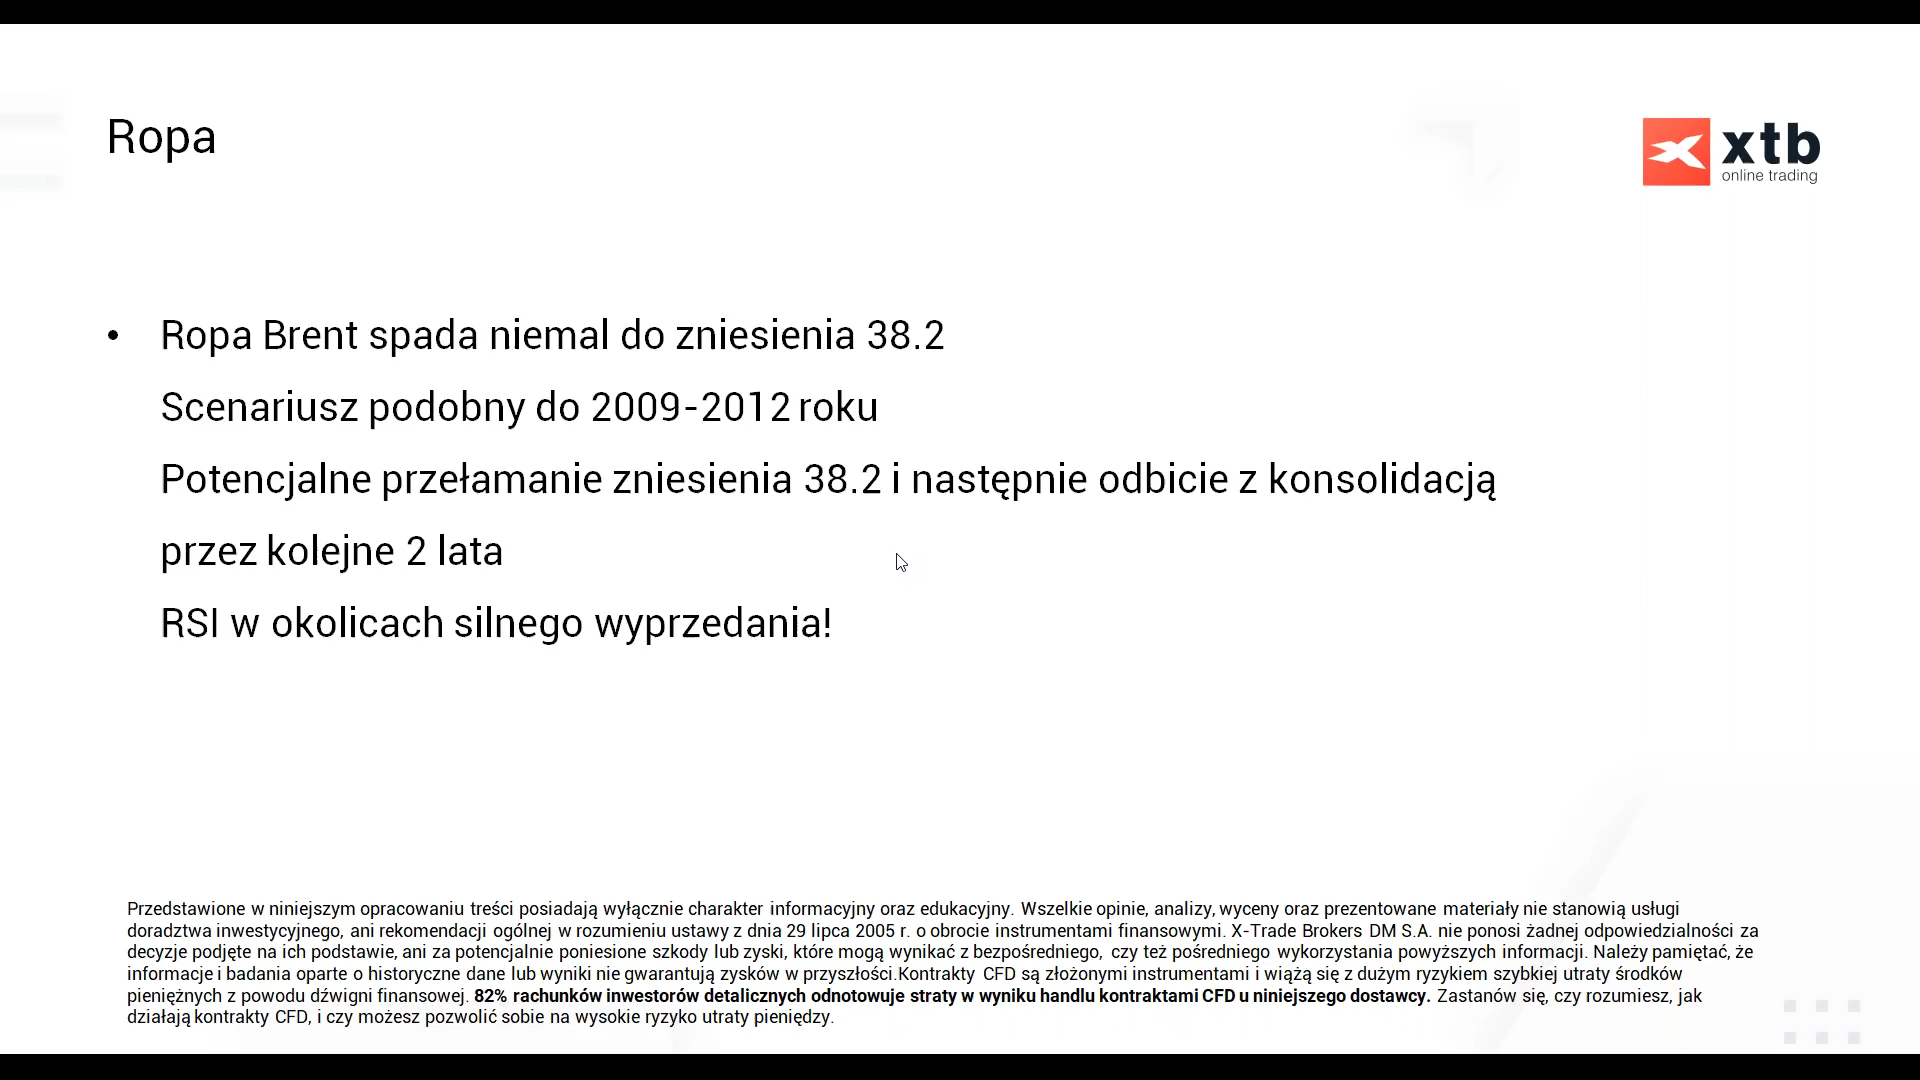 Ropa
xtb
online trading
• Ropa Brent spada niemal do zniesienia 38.2
Scenariusz podobny do 2009-2012 roku
Potencjalne przełamanie zniesienia 38.2 i następnie odbicie z konsolidacją
przez kolejne 2 lata
RSI w okolicach silnego wyprzedania!
Przedstawione w niniejszym opracowaniu treści posiadają wyłącznie charakter informacyjny oraz edukacyjny. Wszelkie opinie, analizy, wyceny oraz prezentowane materiały nie stanowią usługi
doradztwa inwestycyjnego, ani rekomendacji ogólnej w rozumieniu ustawy z dnia 29 lipca 2005 r. o obrocie instrumentami finansowymi. X-Trade Brokers DM S.A. nie ponosi żadnej odpowiedzialności za
decyzje podjęte na ich podstawie, ani za potencjalnie poniesione szkody lub zyski, które mogą wynikać z bezpośredniego, czy też pośredniego wykorzystania powyższych informacji. Należy pamiętać, że
informacje i badania oparte o historyczne dane lub wyniki nie gwarantują zysków w przyszłości.Kontrakty CFD są złożonymi instrumentami i wiążą się z dużym ryzykiem szybkiej utraty środków
pieniężnych z powodu dźwigni finansowej. 82% rachunków inwestorów detalicznych odnotowuje straty w wyniku handlu kontraktami CFD u niniejszego dostawcy. Zastanów się, czy rozumiesz, jak
działają kontrakty CFD, i czy możesz pozwolić sobie na wysokie ryzyko utraty pieniędzy.